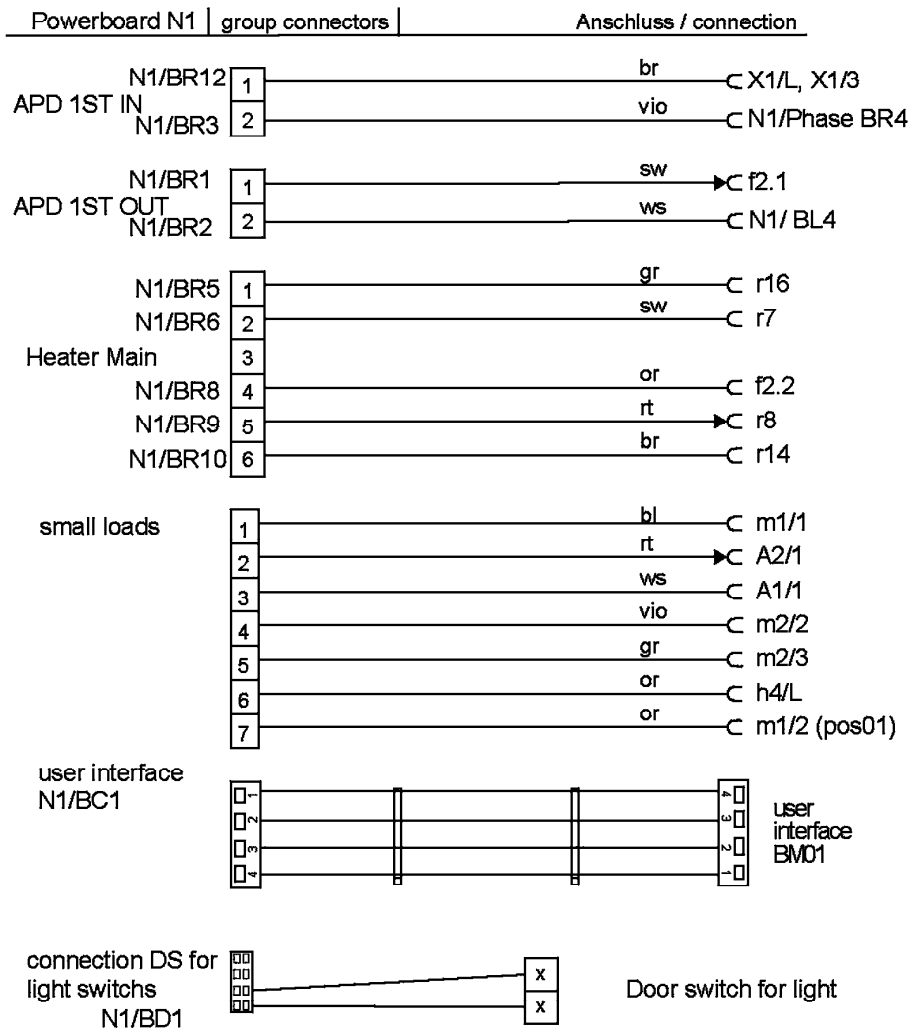 Powerboard N1 group connectors Anschluss / connection
N1/BR12 1 br X1/L, X1/3
APD 1ST IN
N1/BR3 2 vio N1/Phase BR4
N1/BR1 1 sw f2.1
APD 1ST OUT
N1/BR2 2 ws N1/ BL4
N1/BR5 1 gr r16
N1/BR6 2 sw r7
Heater Main 3
N1/BR8 4 or f2.2
N1/BR9 5 rt r8
N1/BR10 6 br r14
small loads 1 bl m1/1
2 rt A2/1
3 ws A1/1
4 vio m2/2
5 gr m2/3
6 or h4/L
7 or m1/2 (pos01)
user interface
N1/BC1
1 4
2 3
3 2
4 1
user
interface
BM01
connection DS for
light switchs
N1/BD1
X
X
Door switch for light